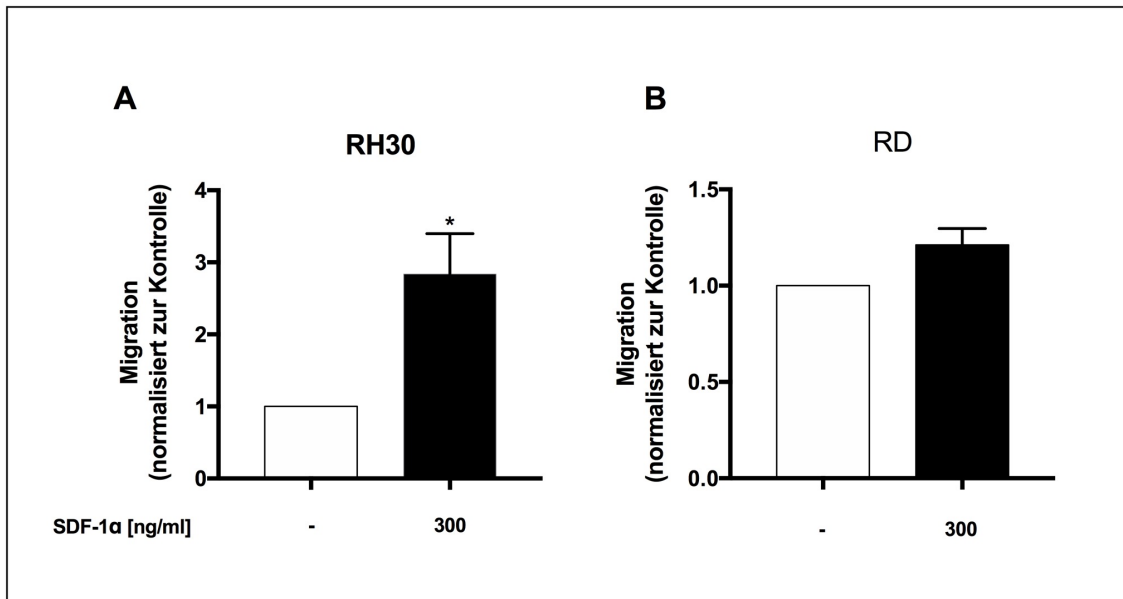 A
RH30
Migration
(normalisiert zur Kontrolle)
4
3
2
1
0
*
SDF-1α [ng/ml]
-
300
B
RD
Migration
(normalisiert zur Kontrolle)
1.5
1.0
0.5
0.0
-
300